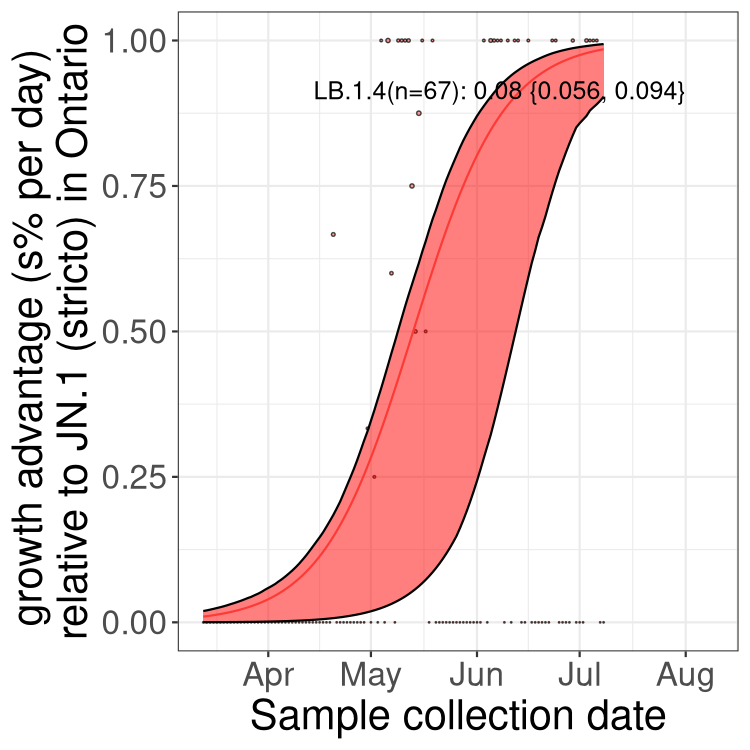 growth advantage (s% per day)
relative to JN.1 (stricto) in Ontario
1.00
0.75
0.50
0.25
0.00
LB.1.4(n=67): 0.08 {0.056, 0.094}
Apr May Jun Jul Aug
Sample collection date